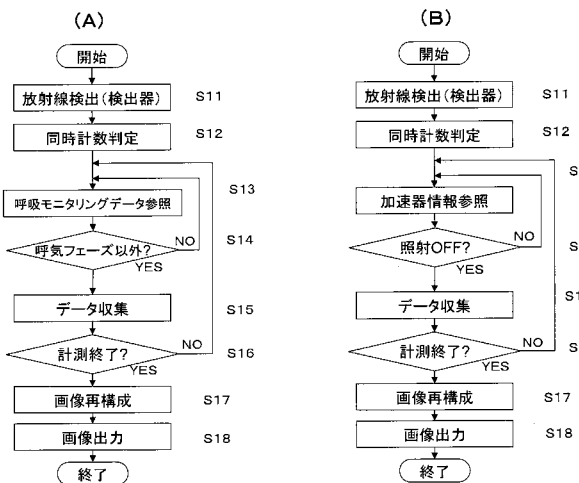 (A)
開始
放射線検出(検出器) S11
同時計数判定 S12
呼吸モニタリングデータ参照 S13
呼気フェーズ以外? S14
NO
YES
データ収集 S15
計測終了? S16
NO
YES
画像再構成 S17
画像出力 S18
終了
(B)
開始
放射線検出(検出器) S11
同時計数判定 S12
加速器情報参照 S
照射OFF? S
NO
YES
データ収集 S1
計測終了? S
NO
YES
画像再構成 S17
画像出力 S18
終了